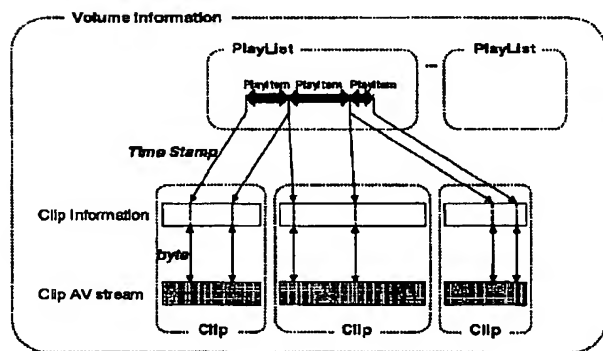 Volume Information
PlayList PlayList
PlayItem PlayItem PlayItem
Time Stamp
Clip Information
byte
Clip AV stream
Clip Clip Clip